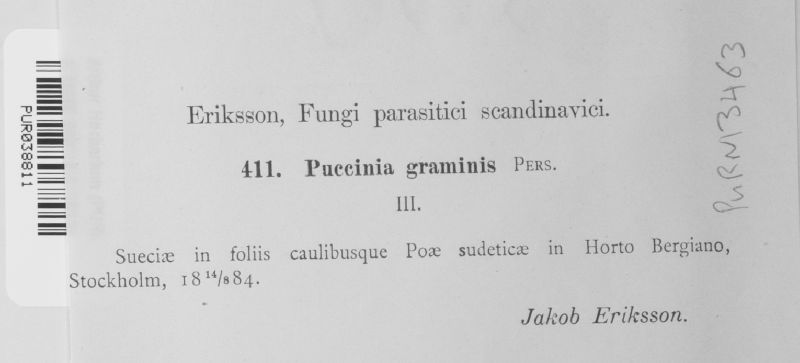 Eriksson, Fungi parasitici scandinavici.
411. Puccinia graminis PERS.
III.
Sueciæ in foliis caulibusque Poæ sudeticæ in Horto Bergiano,
Stockholm, 18 14/8 84.
Jakob Eriksson.
PUR038811
PURN13463